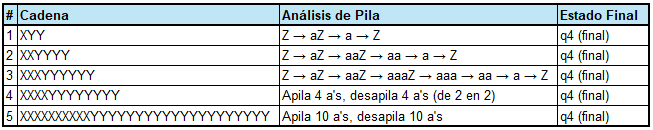 # Cadena Análisis de Pila Estado Final
1 XYY Z → aZ → a → Z q4 (final)
2 XXYYYY Z → aZ → aaZ → aa → a → Z q4 (final)
3 XXXYYYYYY Z → aZ → aaZ → aaaZ → aaa → aa → a → Z q4 (final)
4 XXXXYYYYYYYY Apila 4 a's, desapila 4 a's (de 2 en 2) q4 (final)
5 XXXXXXXXXXYYYYYYYYYYYYYYYYYYYY Apila 10 a's, desapila 10 a's q4 (final)